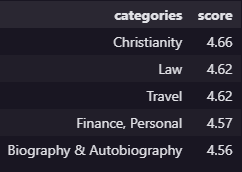 categories score
Christianity 4.66
Law 4.62
Travel 4.62
Finance, Personal 4.57
Biography & Autobiography 4.56